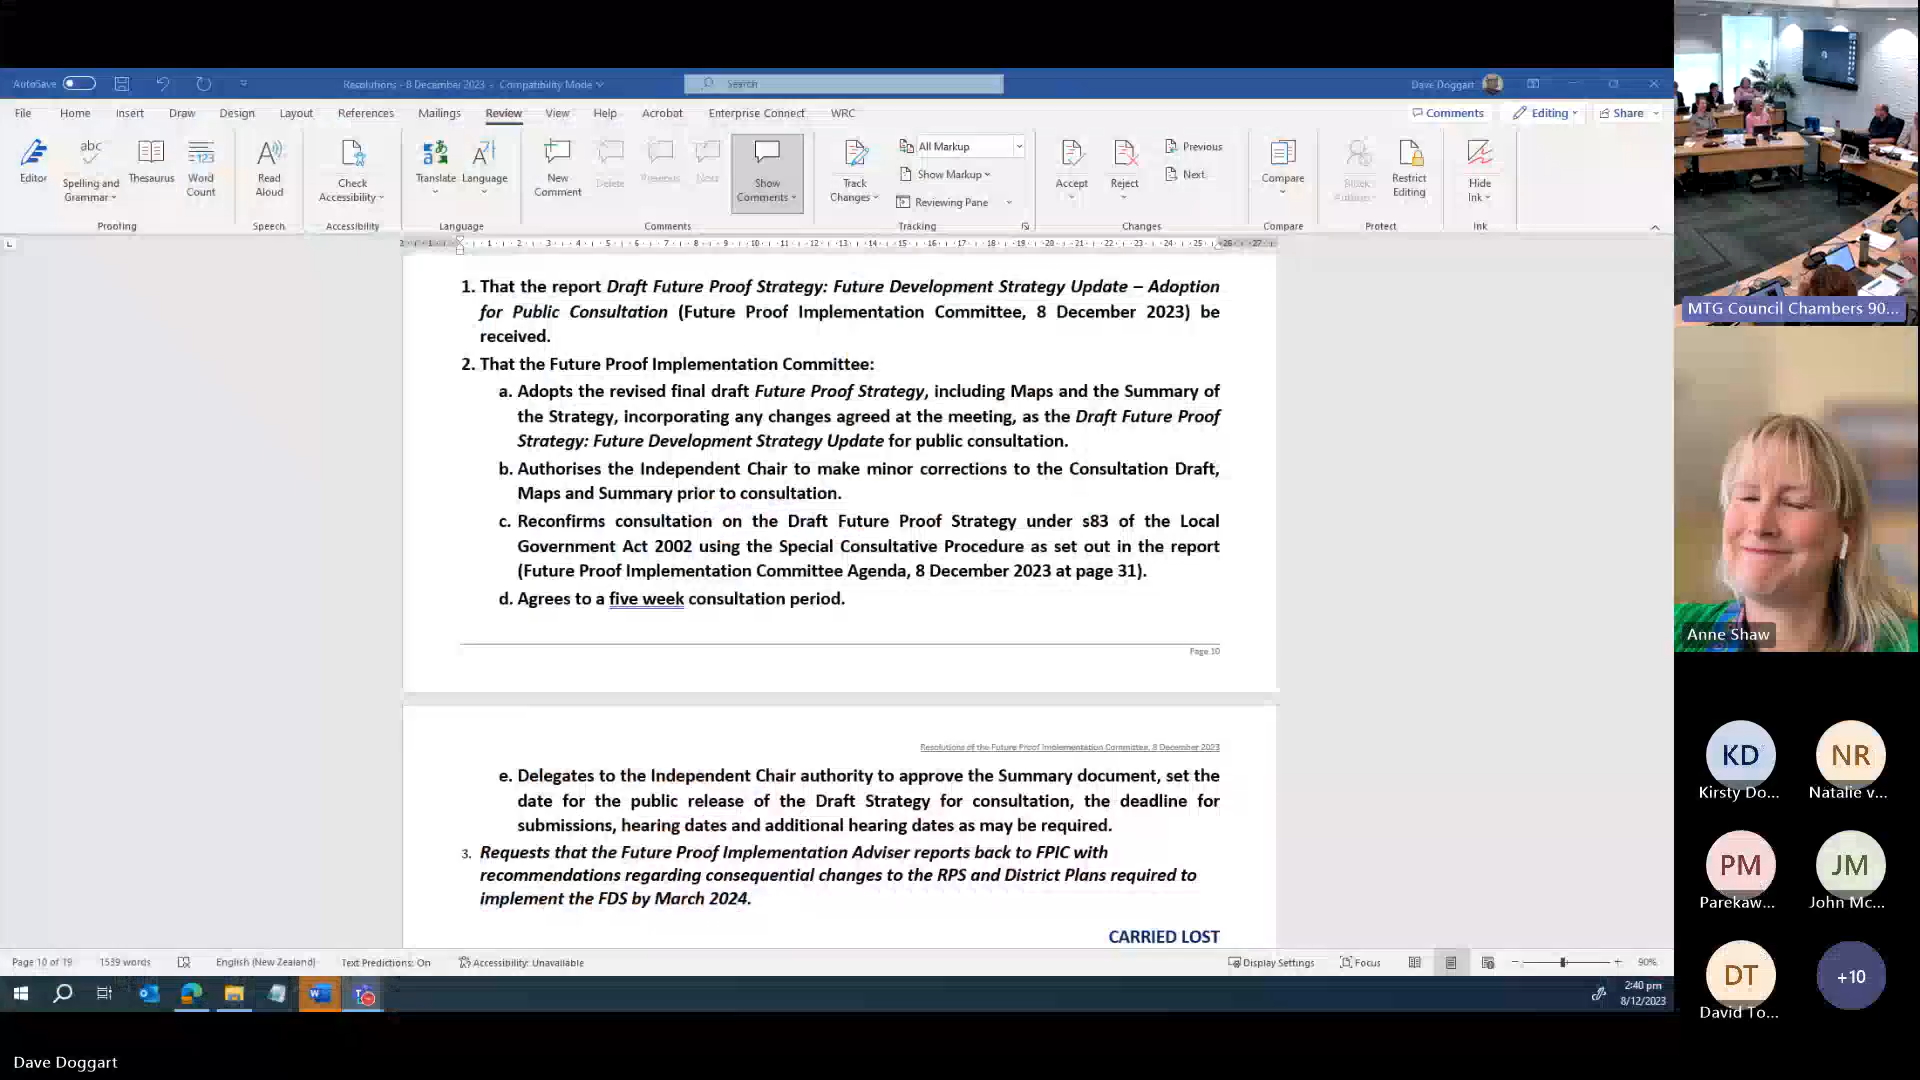 AutoSave
Resolutions - 8 December 2023 - Compatibility Mode
Search
Dave Doggart
File Home Insert Draw Design Layout References Mailings Review View Help Acrobat Enterprise Connect WRC
Comments Editing Share
Editor
Spelling and Grammar
Thesaurus
Word Count
Read Aloud
Check Accessibility
Translate
Language
New Comment
Delete
Previous
Next
Show Comments
Track Changes
All Markup
Show Markup
Reviewing Pane
Accept
Reject
Previous
Next
Compare
Block Authors
Restrict Editing
Hide Ink
Proofing Speech Accessibility Language Comments Tracking Changes Compare Protect Ink
1. That the report Draft Future Proof Strategy: Future Development Strategy Update – Adoption
for Public Consultation (Future Proof Implementation Committee, 8 December 2023) be
received.
2. That the Future Proof Implementation Committee:
a. Adopts the revised final draft Future Proof Strategy, including Maps and the Summary of
the Strategy, incorporating any changes agreed at the meeting, as the Draft Future Proof
Strategy: Future Development Strategy Update for public consultation.
b. Authorises the Independent Chair to make minor corrections to the Consultation Draft,
Maps and Summary prior to consultation.
c. Reconfirms consultation on the Draft Future Proof Strategy under s83 of the Local
Government Act 2002 using the Special Consultative Procedure as set out in the report
(Future Proof Implementation Committee Agenda, 8 December 2023 at page 31).
d. Agrees to a five week consultation period.
Page 10
Resolutions of the Future Proof Implementation Committee, 8 December 2023
e. Delegates to the Independent Chair authority to approve the Summary document, set the
date for the public release of the Draft Strategy for consultation, the deadline for
submissions, hearing dates and additional hearing dates as may be required.
3. Requests that the Future Proof Implementation Adviser reports back to FPIC with
recommendations regarding consequential changes to the RPS and District Plans required to
implement the FDS by March 2024.
CARRIED LOST
Page 10 of 19 1539 words English (New Zealand) Text Predictions: On Accessibility: Unavailable Display Settings Focus 90%
2:40 pm
8/12/2023
Dave Doggart
MTG Council Chambers 90...
Anne Shaw
KD
Kirsty Do...
NR
Natalie v...
PM
Parekaw...
JM
John Mc...
DT
David To...
+10